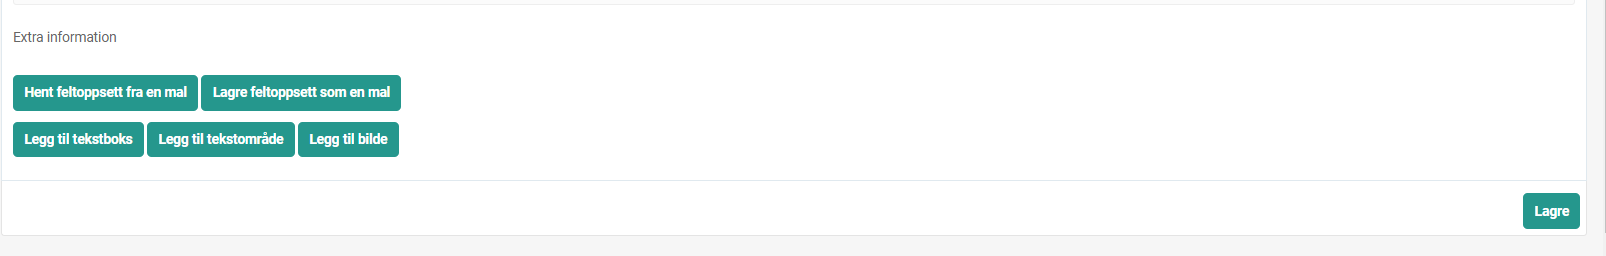 Extra information
Hent feltoppsett fra en mal Lagre feltoppsett som en mal
Legg til tekstboks Legg til tekstområde Legg til bilde
Lagre